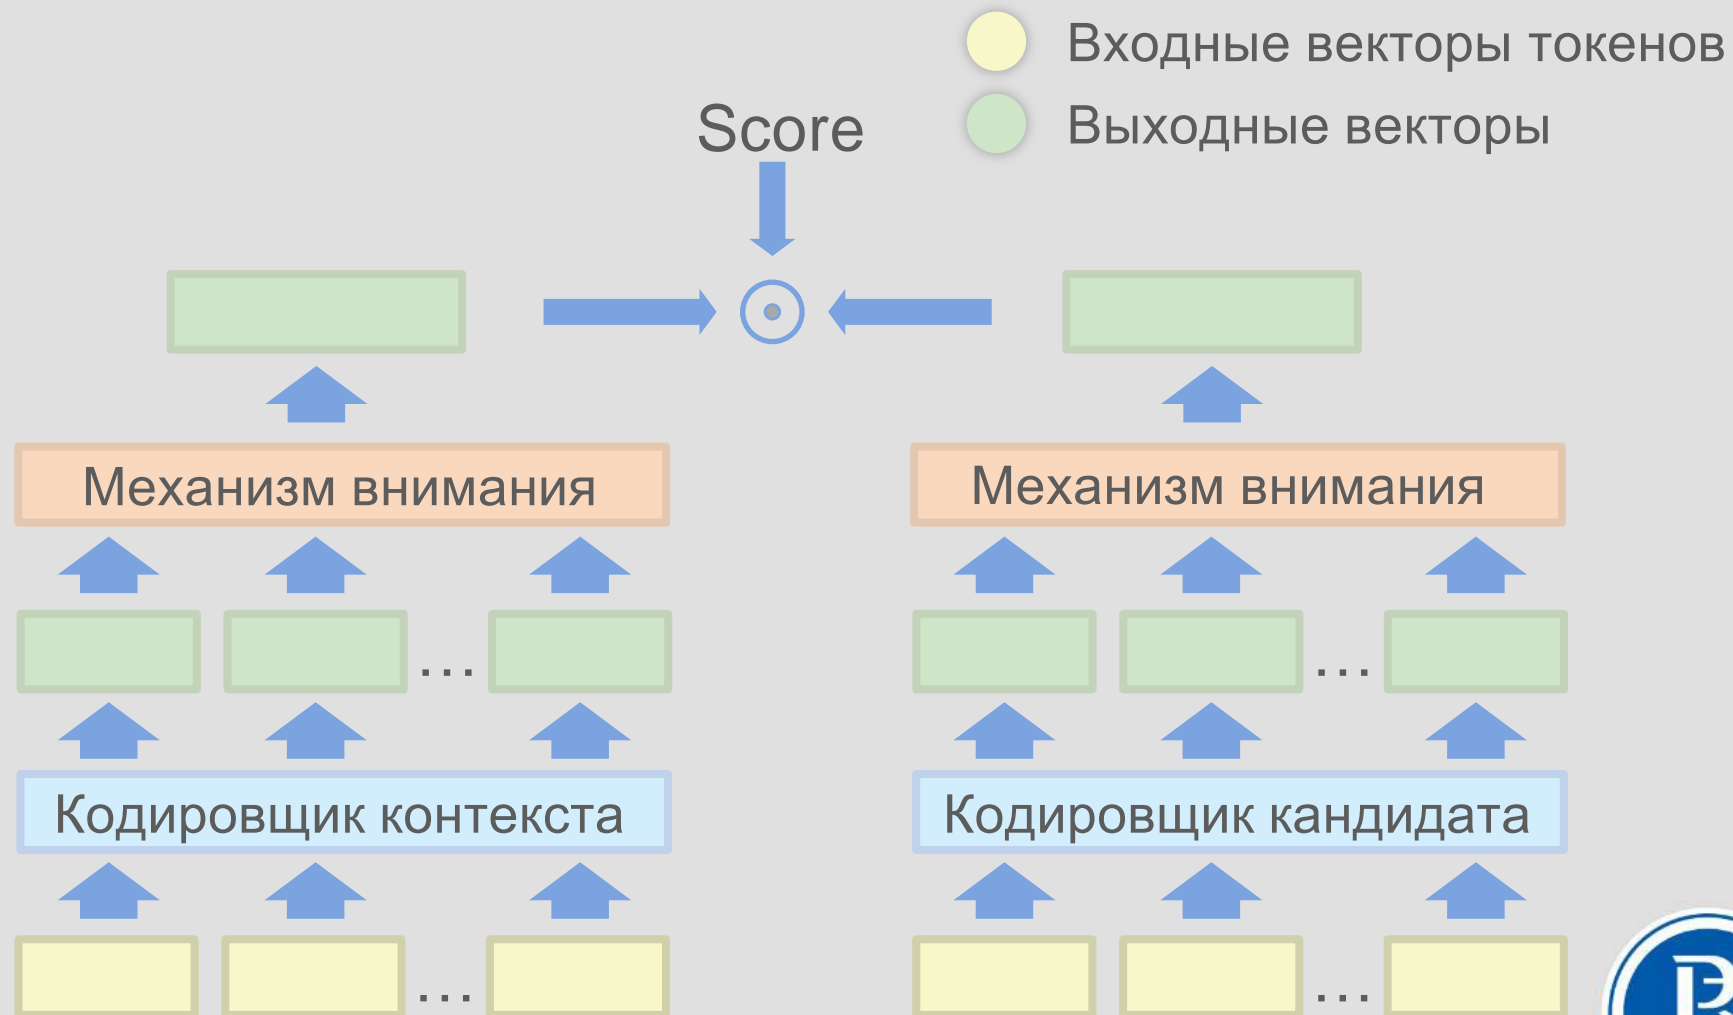 Входные векторы токенов
Выходные векторы
Score
Механизм внимания
Механизм внимания
...
...
Кодировщик контекста
Кодировщик кандидата
...
...